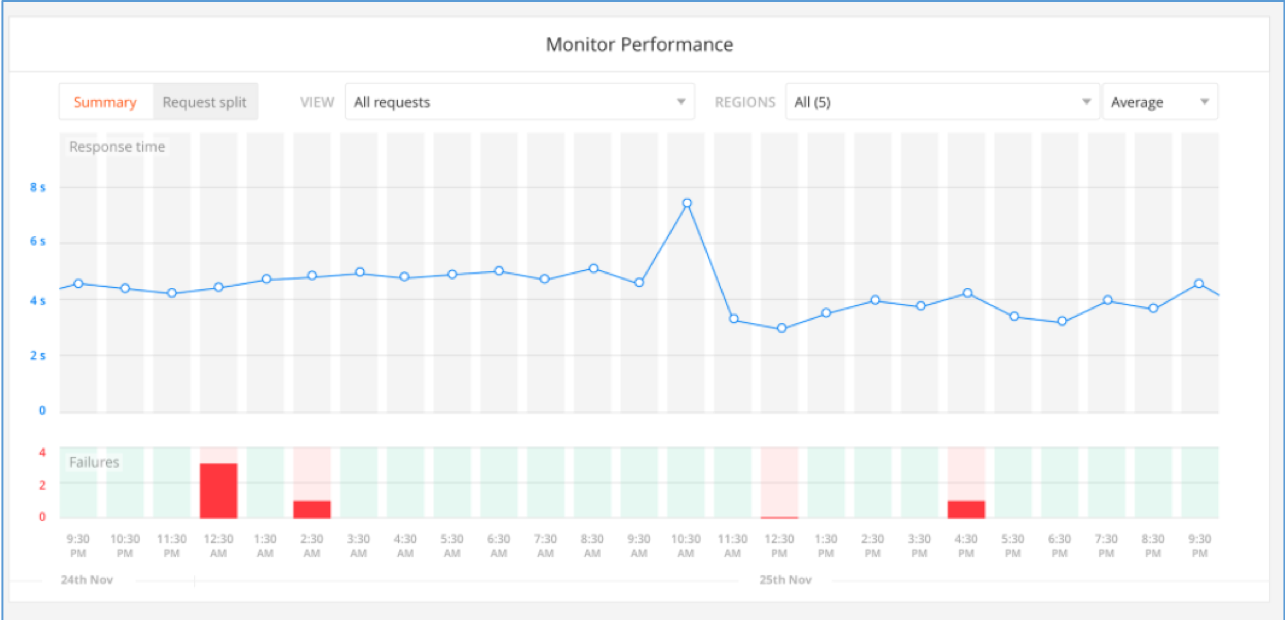 Monitor Performance
Summary Request split VIEW All requests REGIONS All (5) Average
Response time
8 s
6 s
4 s
2 s
0
4
Failures
2
0
9:30 PM 10:30 PM 11:30 PM 12:30 AM 1:30 AM 2:30 AM 3:30 AM 4:30 AM 5:30 AM 6:30 AM 7:30 AM 8:30 AM 9:30 AM 10:30 AM 11:30 PM 12:30 PM 1:30 PM 2:30 PM 3:30 PM 4:30 PM 5:30 PM 6:30 PM 7:30 PM 8:30 PM 9:30 PM
24th Nov 25th Nov